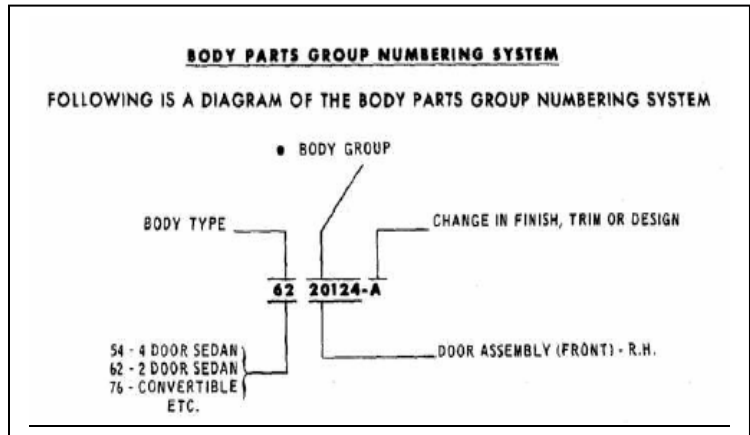 BODY PARTS GROUP NUMBERING SYSTEM
FOLLOWING IS A DIAGRAM OF THE BODY PARTS GROUP NUMBERING SYSTEM
• BODY GROUP
BODY TYPE
CHANGE IN FINISH, TRIM OR DESIGN
62 20124-A
DOOR ASSEMBLY (FRONT) - R.H.
54 - 4 DOOR SEDAN
62 - 2 DOOR SEDAN
76 - CONVERTIBLE
ETC.